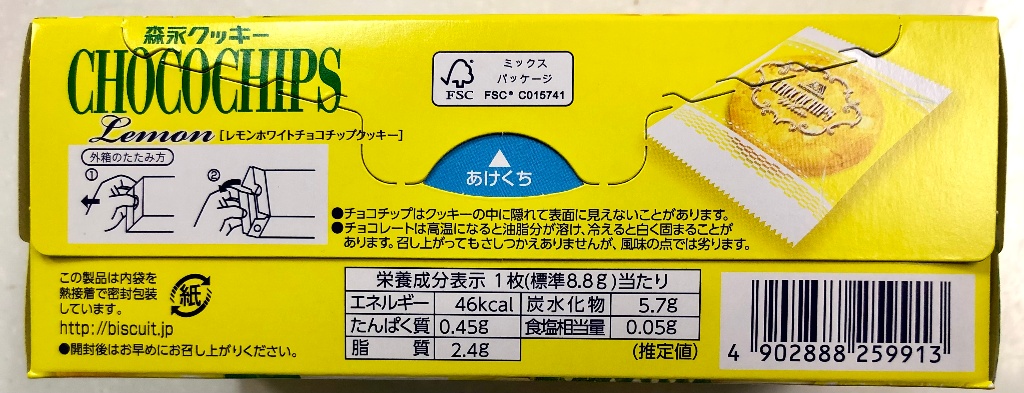 森永クッキー
CHOCOCHIPS
Lemon [レモンホワイトチョコチップクッキー]
外箱のたたみ方
① ②
FSC
ミックス
パッケージ
FSC® C015741
あけくち
CHOCOCHIPS
●チョコチップはクッキーの中に隠れて表面に見えないことがあります。
●チョコレートは高温になると油脂分が溶け、冷えると白く固まることが
あります。召し上がってもさしつかえありませんが、風味の点では劣ります。
この製品は内袋を
熱接着で密封包装
しています。
http://biscuit.jp
紙
●開封後はお早めにお召し上がりください。
栄養成分表示 1枚(標準8.8g)当たり
エネルギー 46kcal 炭水化物 5.7g
たんぱく質 0.45g 食塩相当量 0.05g
脂質 2.4g (推定値)
4 902888 259913